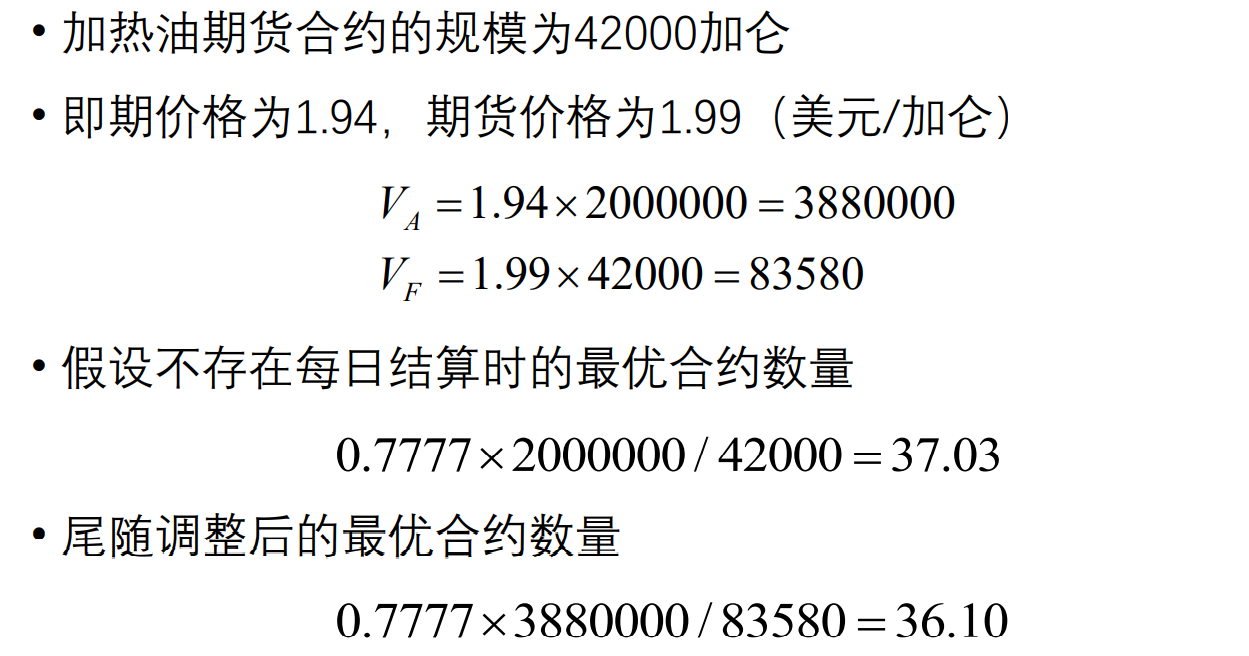 • 加热油期货合约的规模为42000加仑
• 即期价格为1.94，期货价格为1.99（美元/加仑）
V_A = 1.94 × 2000000 = 3880000
V_F = 1.99 × 42000 = 83580
• 假设不存在每日结算时的最优合约数量
0.7777 × 2000000 / 42000 = 37.03
• 尾随调整后的最优合约数量
0.7777 × 3880000 / 83580 = 36.10